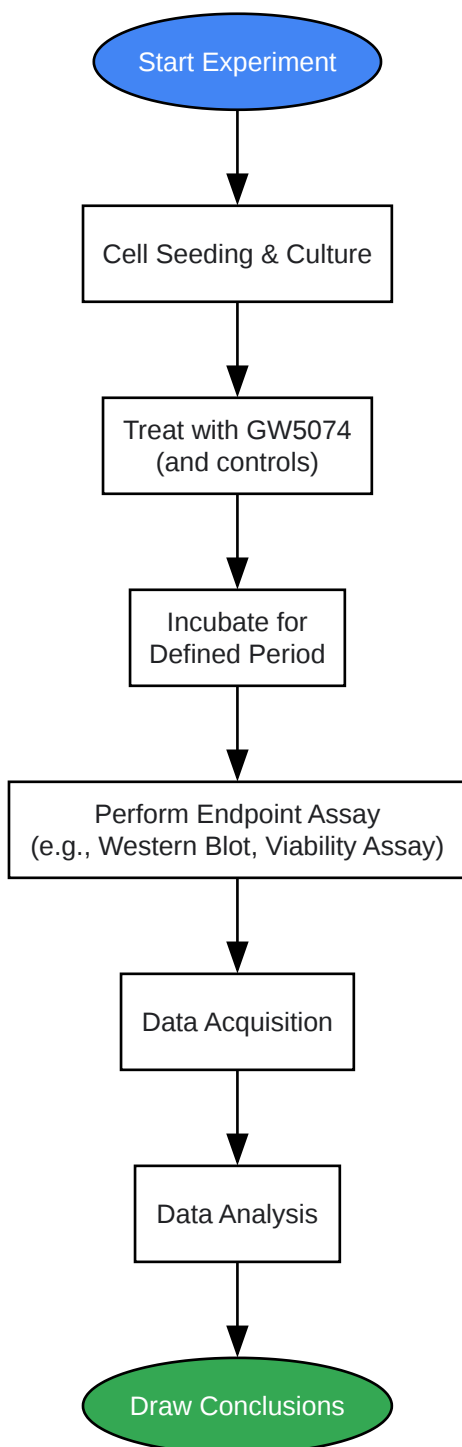 Start Experiment
Cell Seeding & Culture
Treat with GW5074
(and controls)
Incubate for
Defined Period
Perform Endpoint Assay
(e.g., Western Blot, Viability Assay)
Data Acquisition
Data Analysis
Draw Conclusions